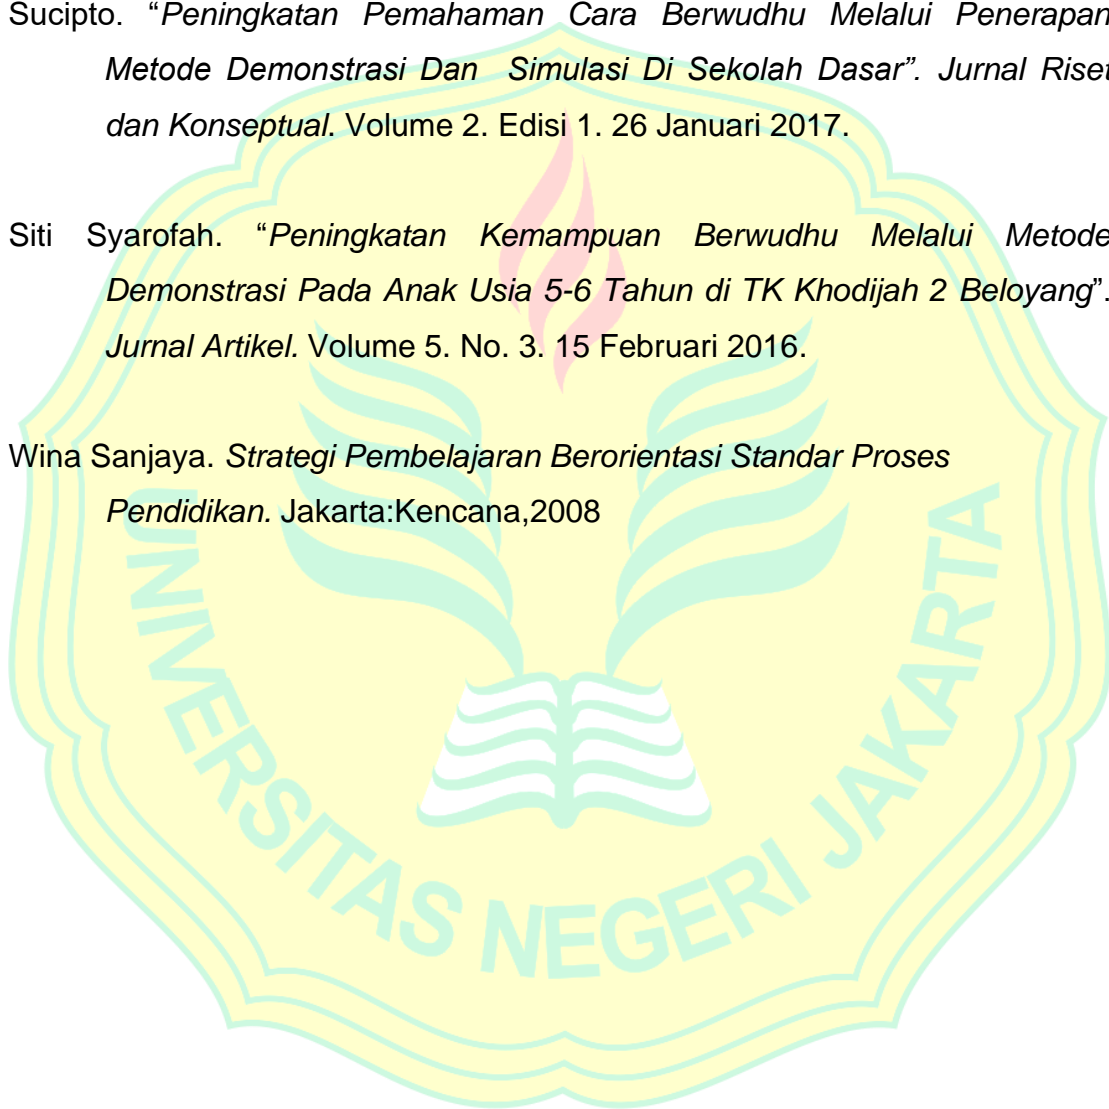 Sucipto. “Peningkatan Pemahaman Cara Berwudhu Melalui Penerapan
Metode Demonstrasi Dan Simulasi Di Sekolah Dasar”. Jurnal Riset
dan Konseptual. Volume 2. Edisi 1. 26 Januari 2017.
Siti Syarofah. “Peningkatan Kemampuan Berwudhu Melalui Metode
Demonstrasi Pada Anak Usia 5-6 Tahun di TK Khodijah 2 Beloyang”.
Jurnal Artikel. Volume 5. No. 3. 15 Februari 2016.
Wina Sanjaya. Strategi Pembelajaran Berorientasi Standar Proses
Pendidikan. Jakarta:Kencana,2008
UNIVERSITAS NEGERI JAKARTA